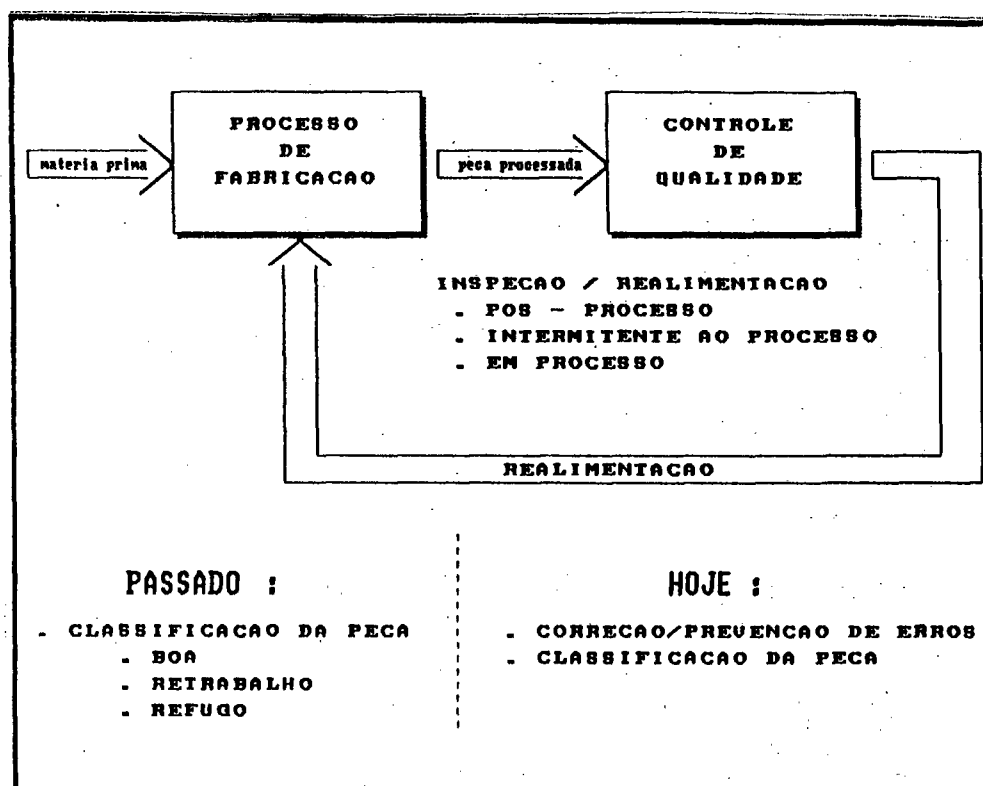 PROCESSO
DE
FABRICACAO
CONTROLE
DE
QUALIDADE
materia prima
peca processada
INSPECAO / REALIMENTACAO
. POS - PROCESSO
. INTERMITENTE AO PROCESSO
. EM PROCESSO
REALIMENTACAO
PASSADO :
. CLASSIFICACAO DA PECA
. BOA
. RETRABALHO
. REFUGO
HOJE :
. CORRECAO/PREVENCAO DE ERROS
. CLASSIFICACAO DA PECA